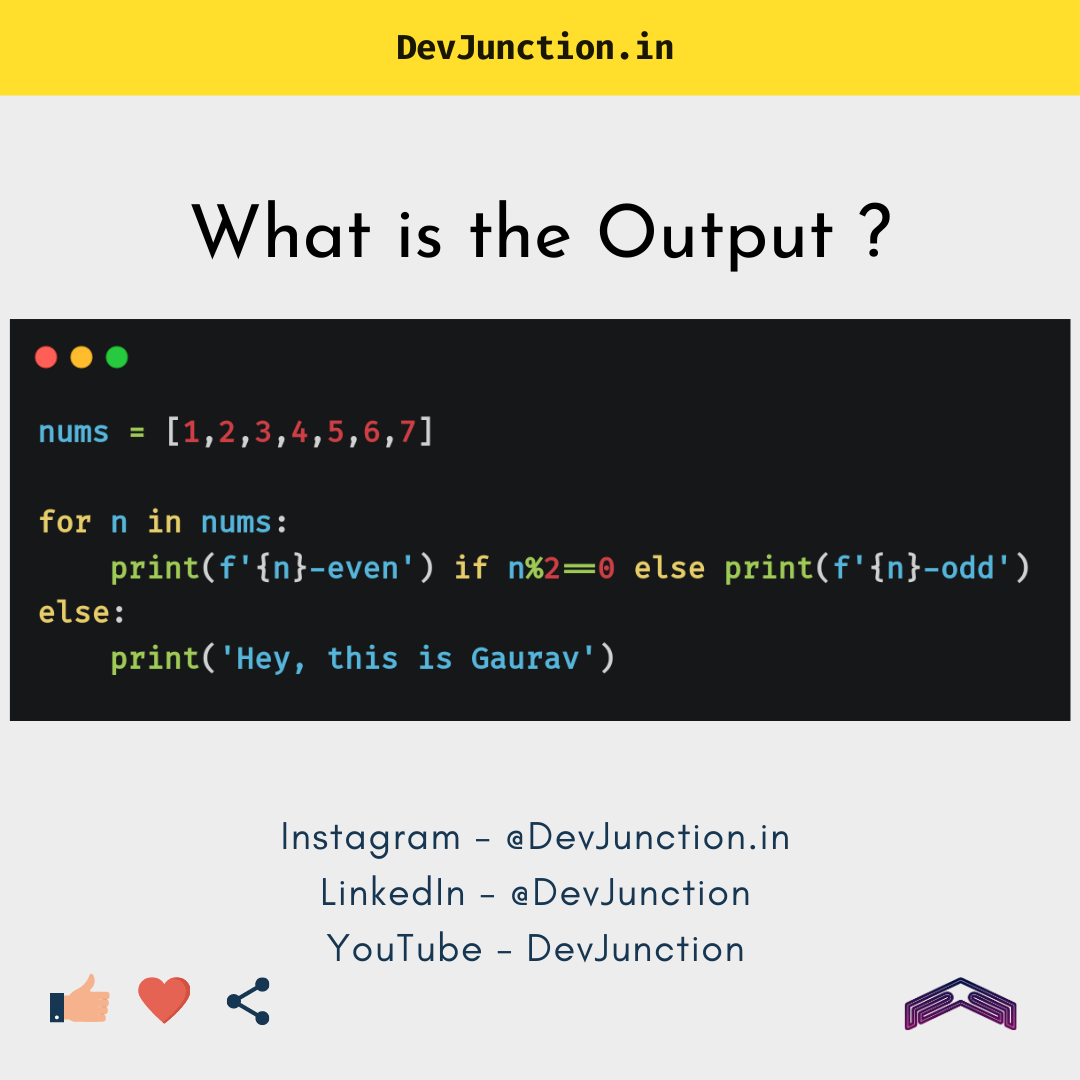 DevJunction.in
What is the Output ?
nums = [1,2,3,4,5,6,7]
for n in nums:
    print(f'{n}-even') if n%2==0 else print(f'{n}-odd')
else:
    print('Hey, this is Gaurav')
Instagram - @DevJunction.in
LinkedIn - @DevJunction
YouTube - DevJunction